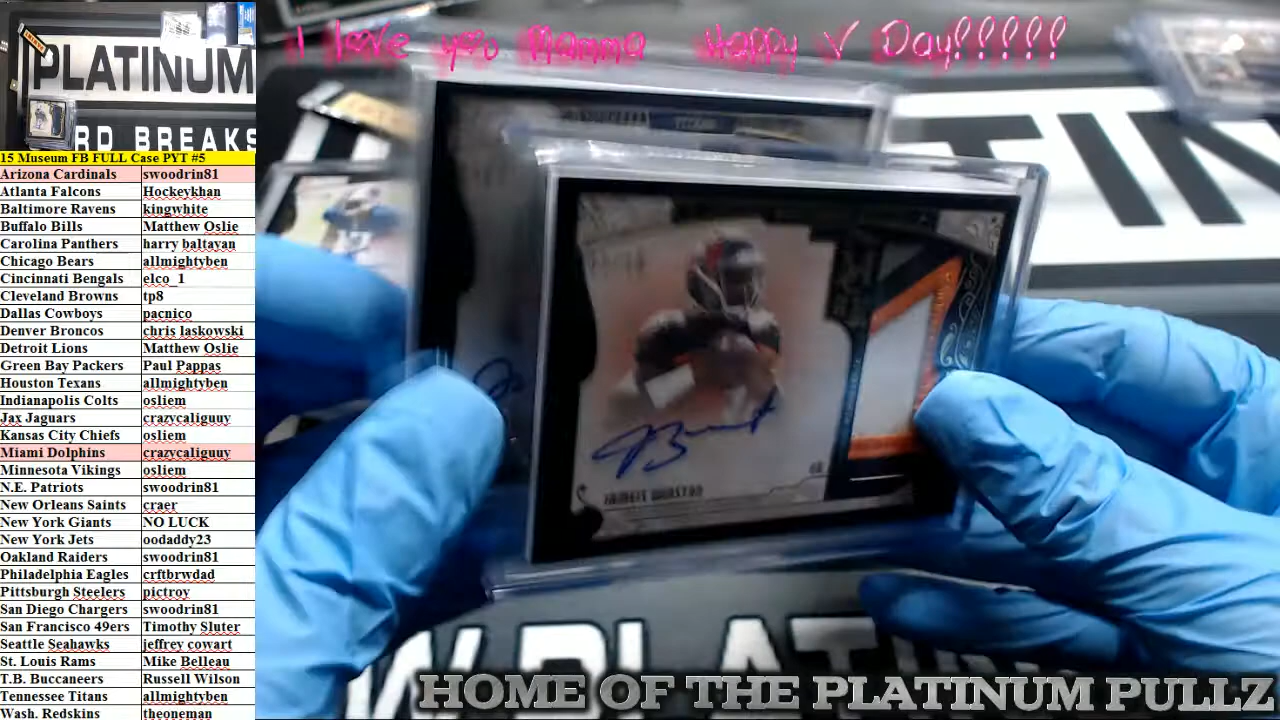 I love you Mamma Happy V Day!!!!!
PLATINUM
RD BREAKS
15 Museum FB FULL Case PYT #5
Arizona Cardinals swoodrin81
Atlanta Falcons Hockeykhan
Baltimore Ravens kingwhite
Buffalo Bills Matthew Oslie
Carolina Panthers harry baltayan
Chicago Bears allmightyben
Cincinnati Bengals elco_1
Cleveland Browns tp8
Dallas Cowboys pacnico
Denver Broncos chris laskowski
Detroit Lions Matthew Oslie
Green Bay Packers Paul Pappas
Houston Texans allmightyben
Indianapolis Colts osliem
Jax Jaguars crazycaliguuy
Kansas City Chiefs osliem
Miami Dolphins crazycaliguuy
Minnesota Vikings osliem
N.E. Patriots swoodrin81
New Orleans Saints craer
New York Giants NO LUCK
New York Jets oodaddy23
Oakland Raiders swoodrin81
Philadelphia Eagles crftbrwdad
Pittsburgh Steelers pictroy
San Diego Chargers swoodrin81
San Francisco 49ers Timothy Sluter
Seattle Seahawks jeffrey cowart
St. Louis Rams Mike Belleau
T.B. Buccaneers Russell Wilson
Tennessee Titans allmightyben
Wash. Redskins theoneman
PLATIN
JAMEIS WINSTON
QB
PLATINUM
HOME OF THE PLATINUM PULLZ